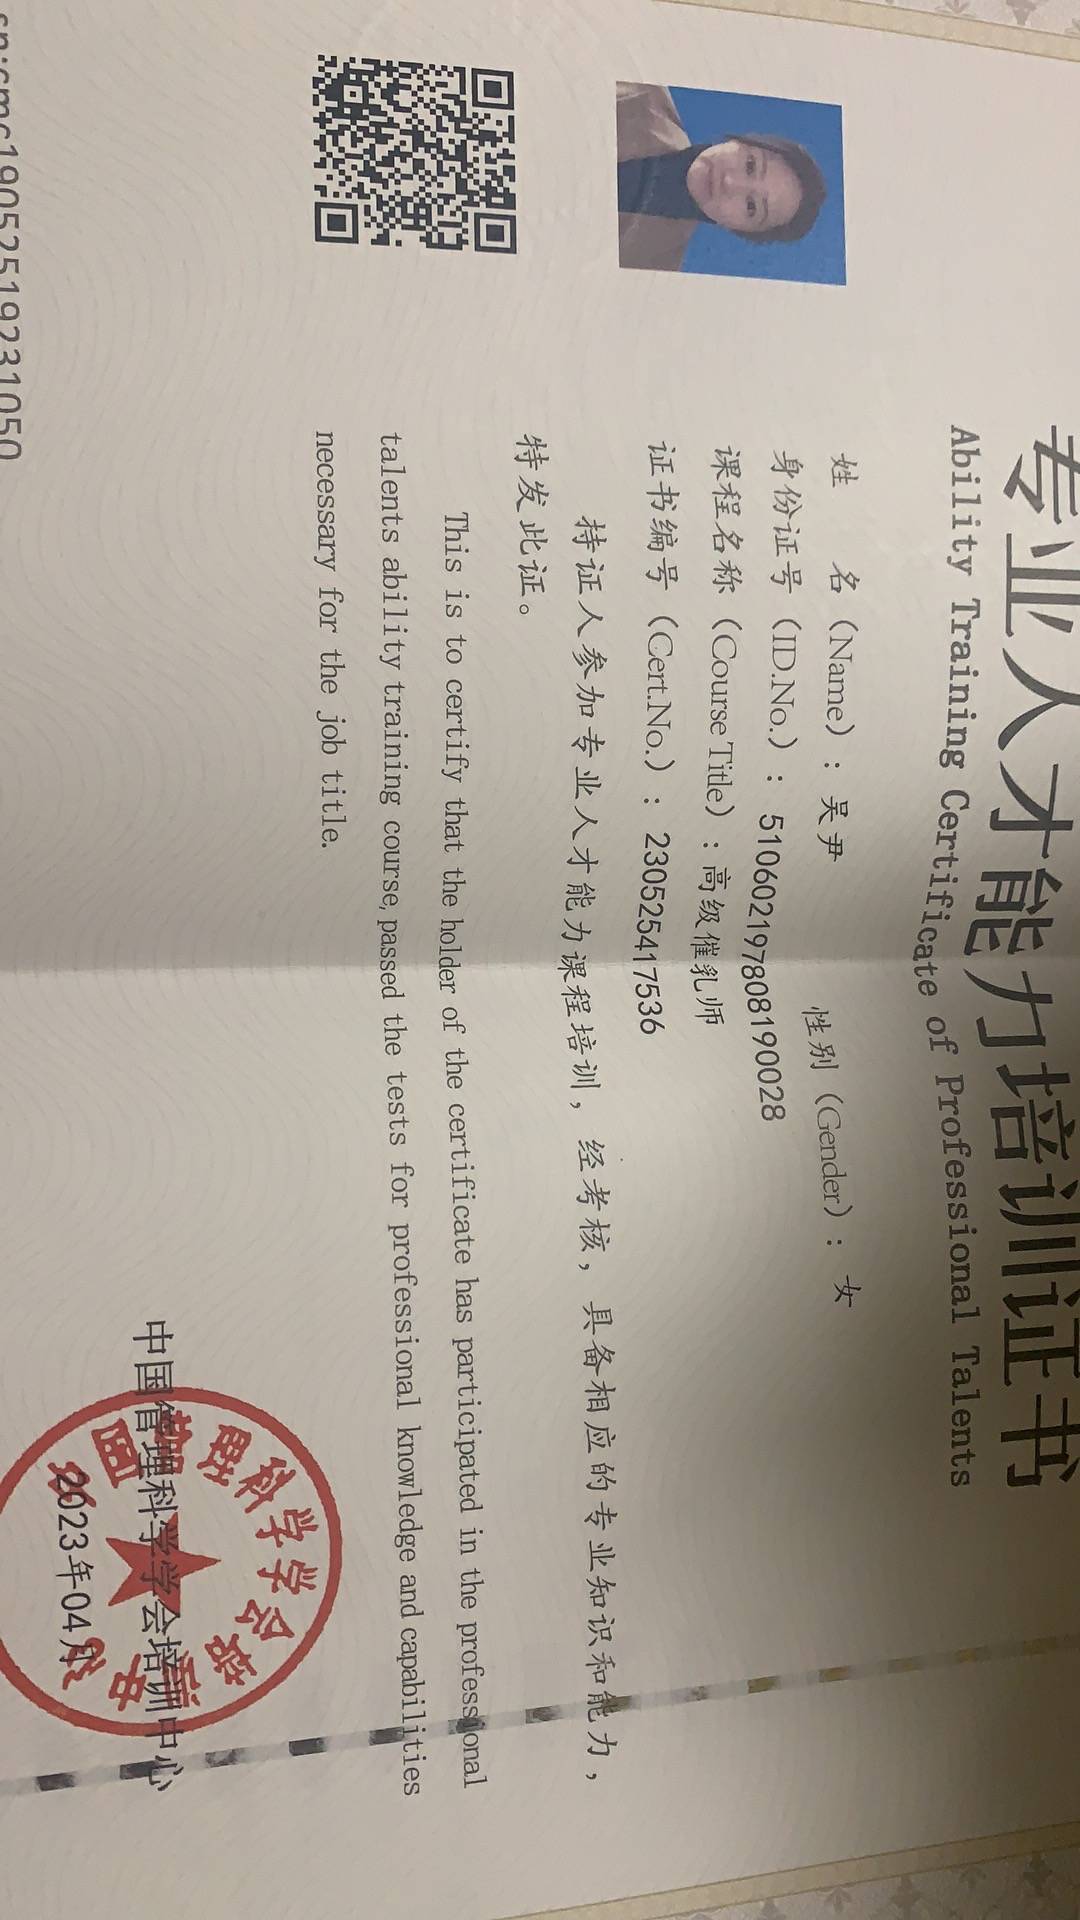 专业人才能力培训证书
Ability Training Certificate of Professional Talents
姓 名（Name）: 吴尹 性别（Gender）: 女
身份证号（ID.No.）: 510602197808190028
课程名称（Course Title）: 高级催乳师
证书编号（Cert.No.）: 230525417536
持证人参加专业人才能力课程培训，经考核，具备相应的专业知识和能力，
特发此证。
This is to certify that the holder of the certificate has participated in the professional
talents ability training course, passed the tests for professional knowledge and capabilities
necessary for the job title.
中国管理科学学会培训中心
2023年04月
cn:cmc19052519231050